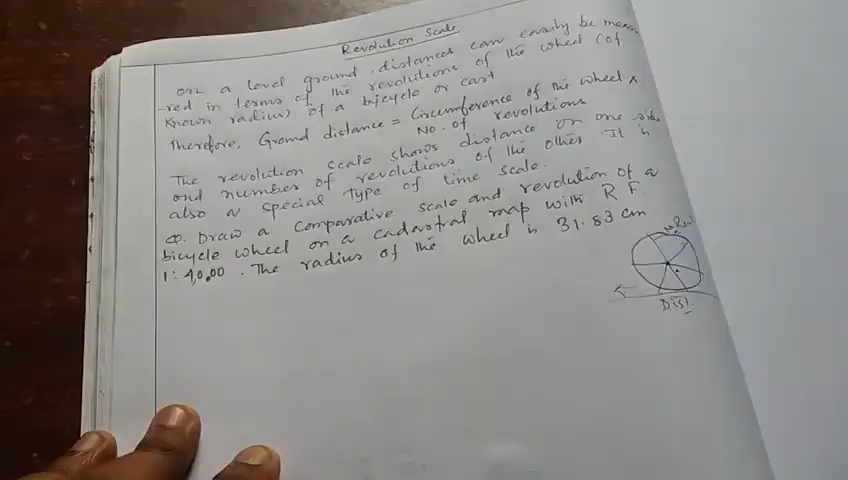 Revolution Scale
on a level ground, distances can easily be measu
-red in terms of the revolutions of the wheel (of
known radius) of a bicycle or cart
Therefore, Ground distance = Circumference of the wheel x
No. of revolutions
The revolution scale shows distance on one side
and number of revolutions of the other. It is
also a special type of time scale.
Q. Draw a comparative scale and revolution of a
bicycle wheel on a cadastral map with R F.
1: 40,00. The radius of the wheel is 31.83 cm
Dist.